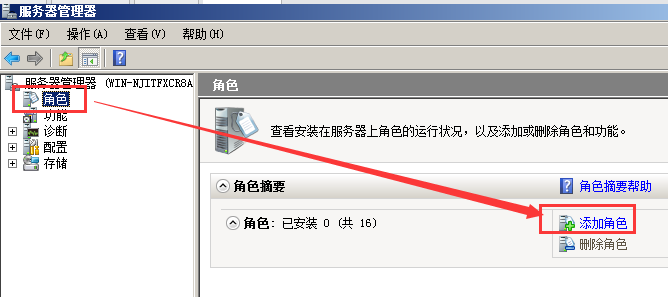 服务器管理器
文件(F) 操作(A) 查看(V) 帮助(H)
服务器管理器 (WIN-NJITFXCR8A
角色
功能
诊断
配置
存储
角色
查看安装在服务器上角色的运行状况，以及添加或删除角色和功能。
角色摘要
角色摘要帮助
角色: 已安装 0 (共 16)
添加角色
删除角色